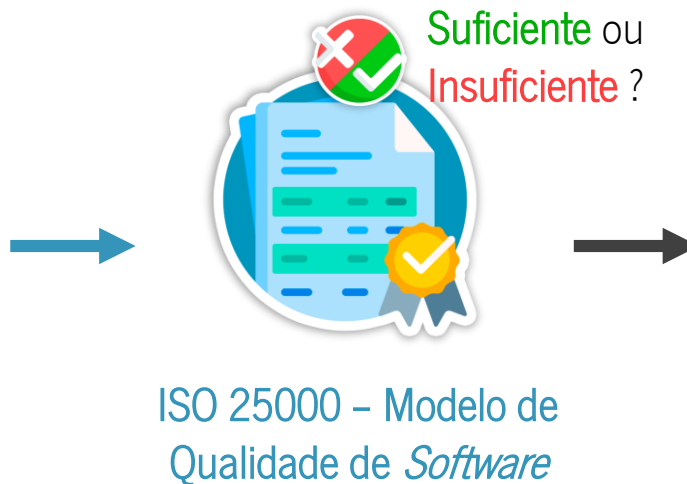 Suficiente ou
Insuficiente ?
ISO 25000 – Modelo de
Qualidade de Software